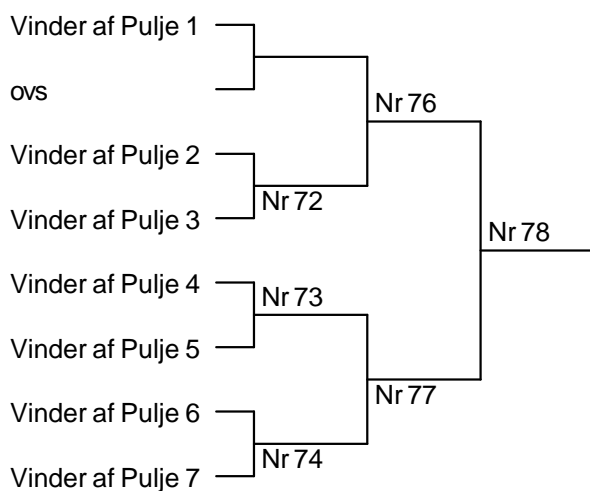 Vinder af Pulje 1
ovs
Nr 76
Vinder af Pulje 2
Nr 72
Vinder af Pulje 3
Nr 78
Vinder af Pulje 4
Nr 73
Vinder af Pulje 5
Nr 77
Vinder af Pulje 6
Nr 74
Vinder af Pulje 7